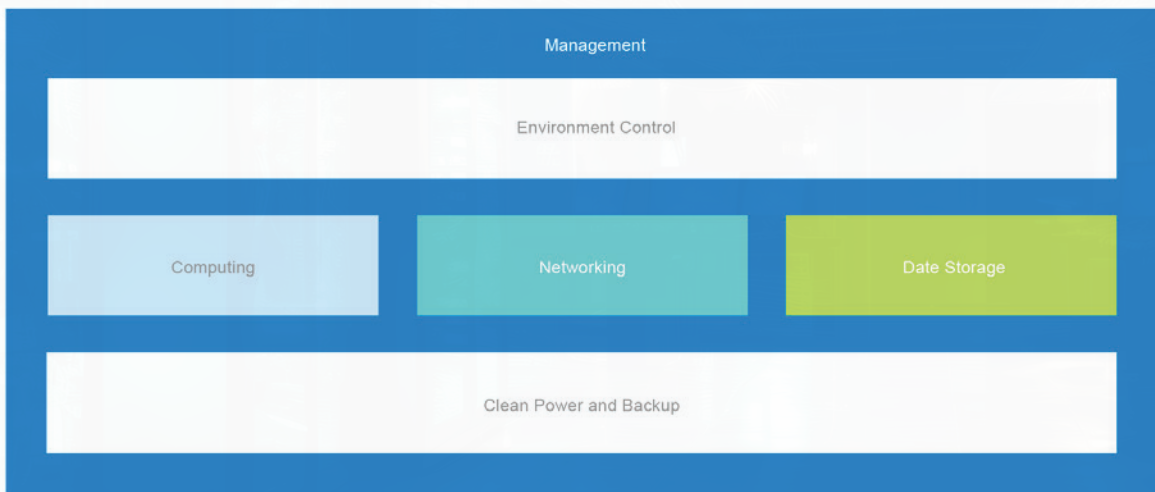 Management
Environment Control
Computing
Networking
Date Storage
Clean Power and Backup